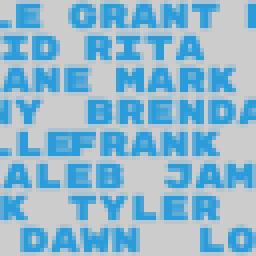 LE GRANT
ID RITA
ANE MARK
NY BRENDA
LLEFRANK
ALEB JAM
K TYLER
DAWN LO